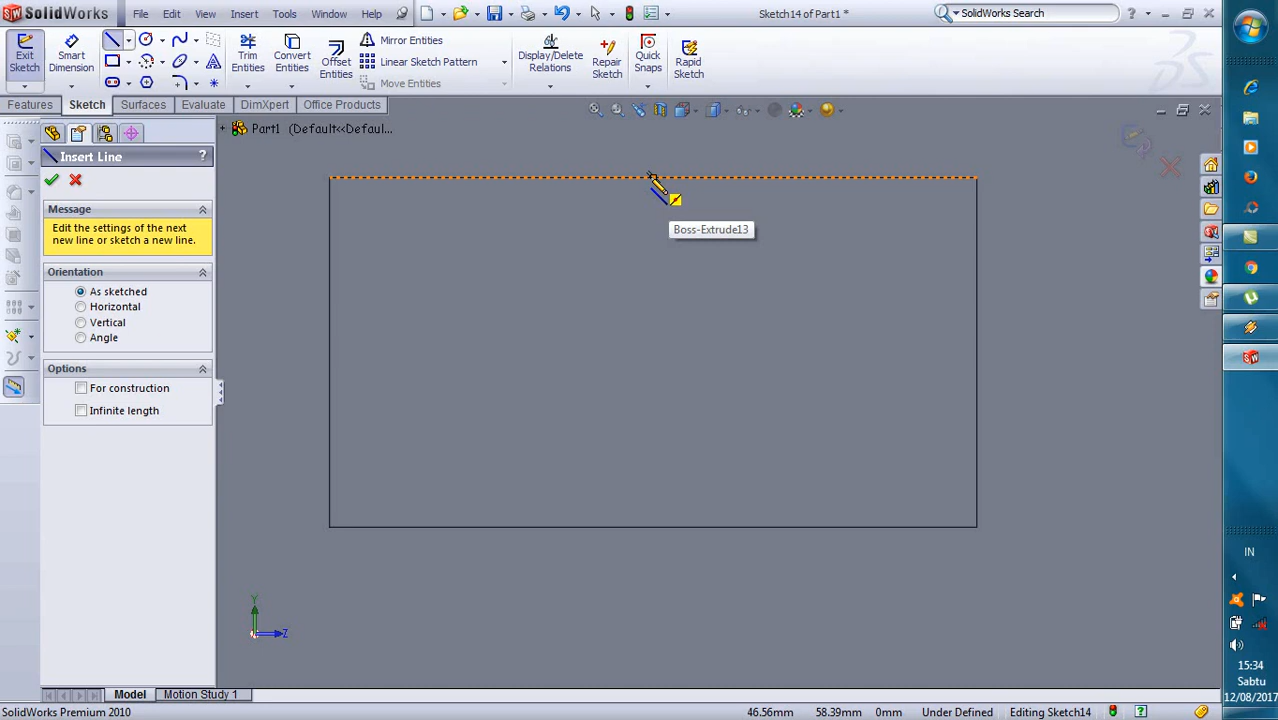 SolidWorks
File Edit View Insert Tools Window Help
Sketch14 of Part1 *
SolidWorks Search
Exit Sketch
Smart Dimension
Trim Entities
Convert Entities
Offset Entities
Mirror Entities
Linear Sketch Pattern
Move Entities
Display/Delete Relations
Repair Sketch
Quick Snaps
Rapid Sketch
Features Sketch Surfaces Evaluate DimXpert Office Products
Part1 (Default<<Defaul...
Insert Line ?
Message
Edit the settings of the next
new line or sketch a new line.
Orientation
As sketched
Horizontal
Vertical
Angle
Options
For construction
Infinite length
Boss-Extrude13
Y
Z
IN
15:34
Sabtu
12/08/2017
Model Motion Study 1
SolidWorks Premium 2010
46.56mm 58.39mm 0mm Under Defined Editing Sketch14